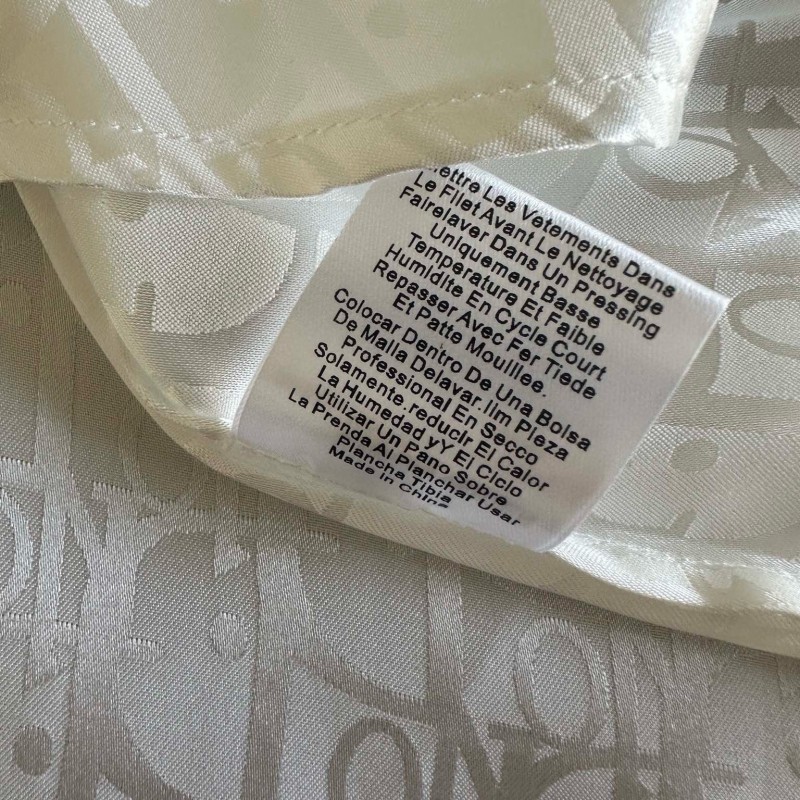 Mettre Les Vetements Dans
Le Filet Avant Le Nettoyage
Fairelaver Dans Un Pressing
Uniquement Basse
Temperature Et Faible
Humidite En Cycle Court
Repasser Avec Fer Tiede
Et Patte Mouillee.
Colocar Dentro De Una Bolsa
De Malla Delavar.lim Pieza
Professional En Secco
Solamente.reducir El Calor
La Humedad yY El Ciclo
Utilizar Un Pano Sobre
La Prenda Al Planchar Usar
Plancha Tibia
Made in China